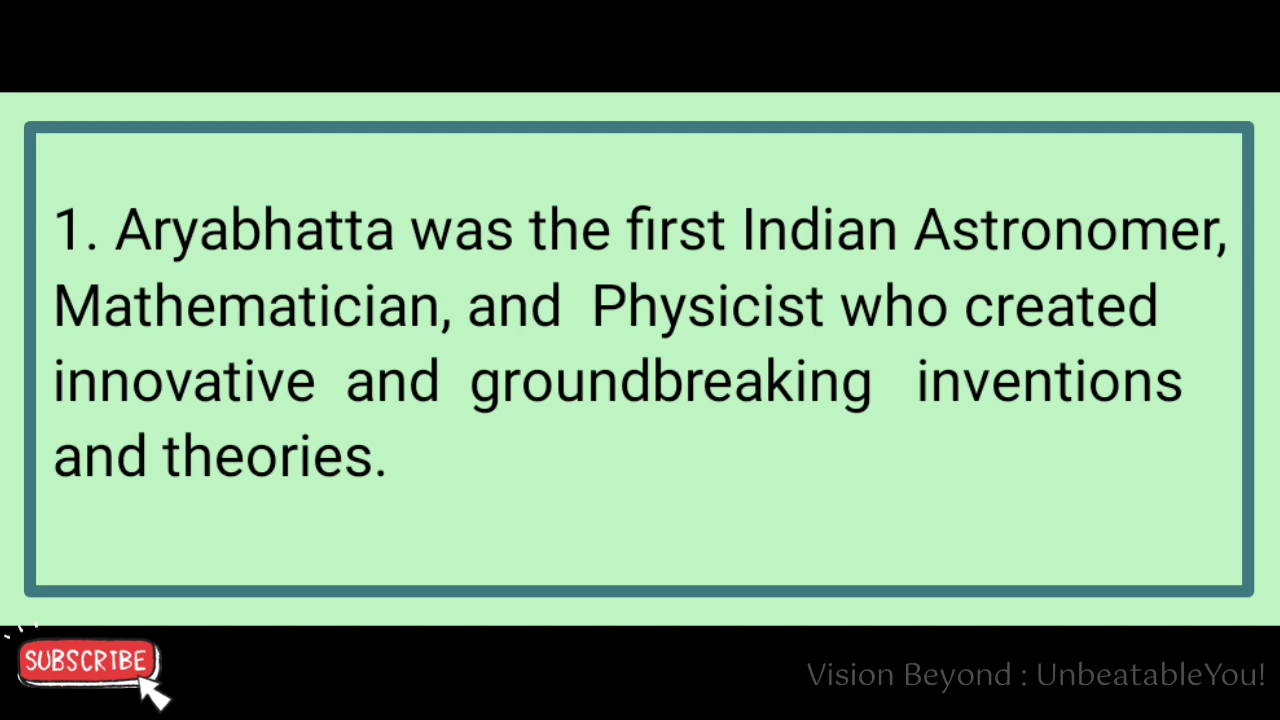 1. Aryabhatta was the first Indian Astronomer,
Mathematician, and Physicist who created
innovative and groundbreaking inventions
and theories.
SUBSCRIBE
Vision Beyond : UnbeatableYou!